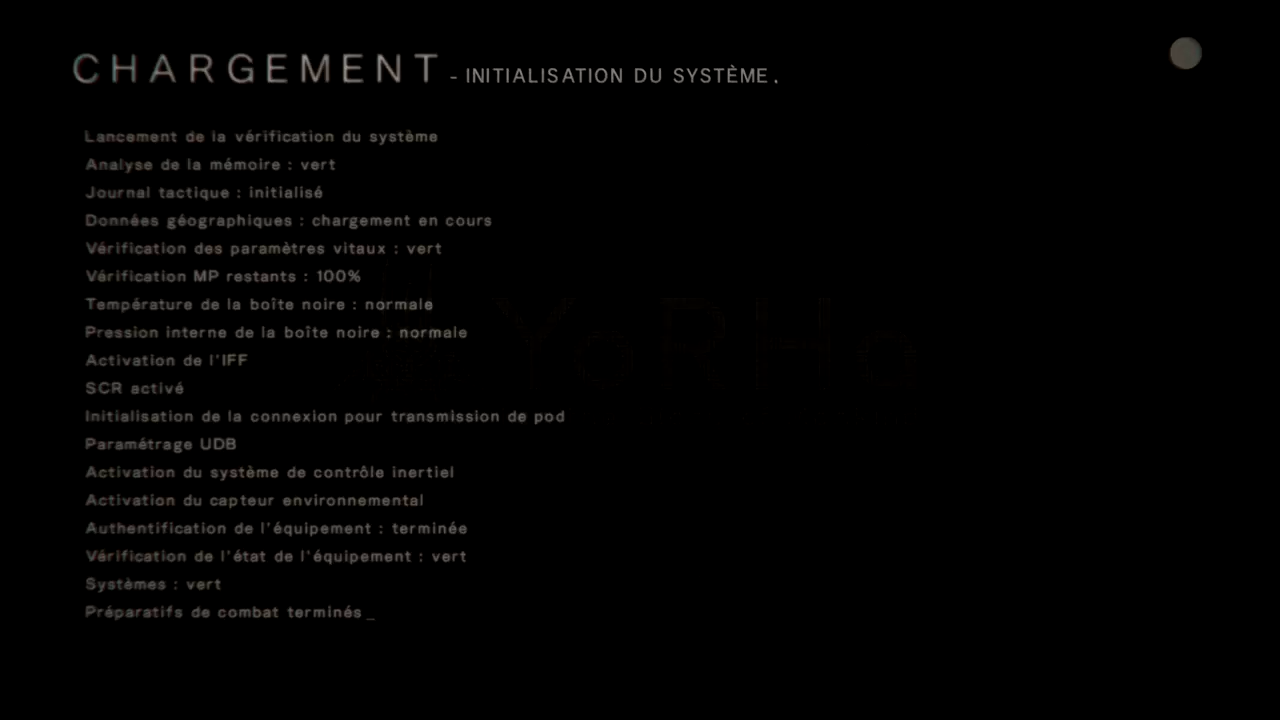 CHARGEMENT - INITIALISATION DU SYSTÈME.
Lancement de la vérification du système
Analyse de la mémoire : vert
Journal tactique : initialisé
Données géographiques : chargement en cours
Vérification des paramètres vitaux : vert
Vérification MP restants : 100%
Température de la boîte noire : normale
Pression interne de la boîte noire : normale
Activation de l'IFF
SCR activé
Initialisation de la connexion pour transmission de pod
Paramétrage UDB
Activation du système de contrôle inertiel
Activation du capteur environnemental
Authentification de l'équipement : terminée
Vérification de l'état de l'équipement : vert
Systèmes : vert
Préparatifs de combat terminés _
YoRHa